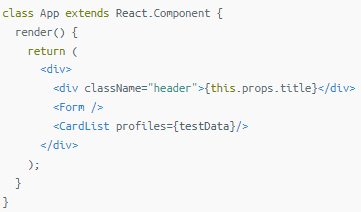 class App extends React.Component {
  render() {
    return (
      <div>
        <div className="header">{this.props.title}</div>
        <Form />
        <CardList profiles={testData}/>
      </div>
    );
  }
}